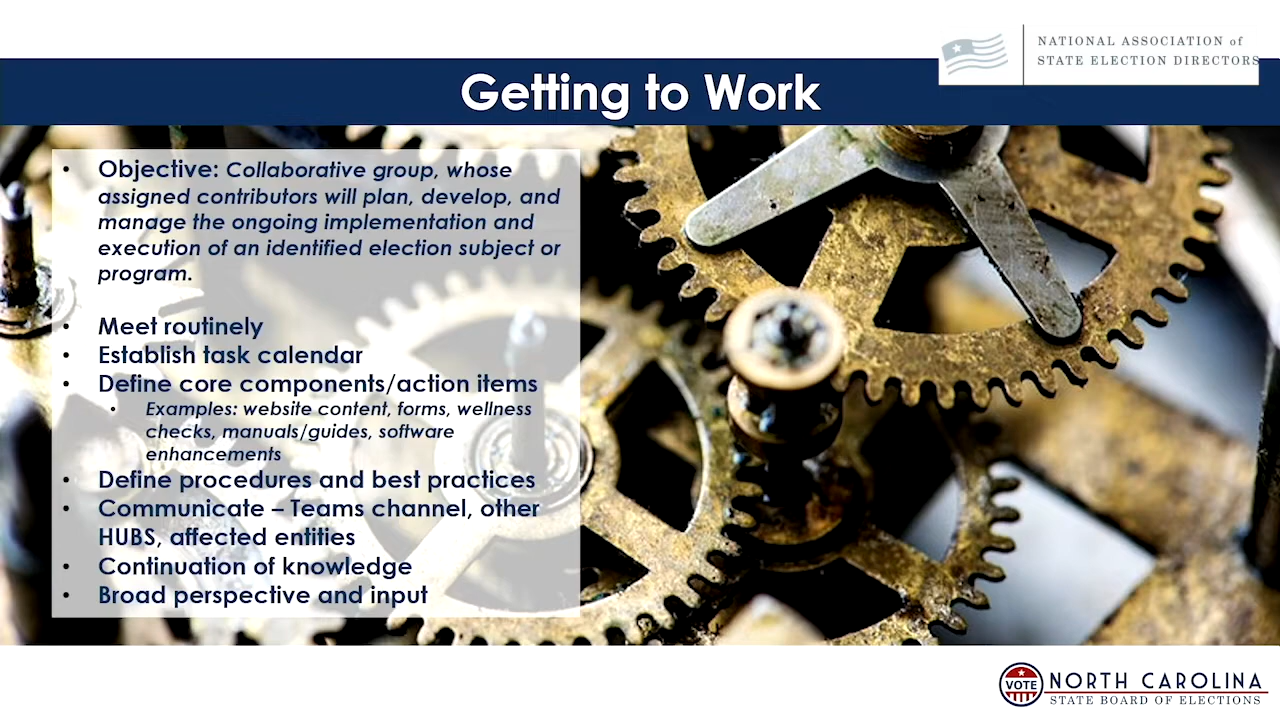 NATIONAL ASSOCIATION of
STATE ELECTION DIRECTORS
Getting to Work
• Objective: Collaborative group, whose
assigned contributors will plan, develop, and
manage the ongoing implementation and
execution of an identified election subject or
program.
• Meet routinely
• Establish task calendar
• Define core components/action items
• Examples: website content, forms, wellness
checks, manuals/guides, software
enhancements
• Define procedures and best practices
• Communicate – Teams channel, other
HUBS, affected entities
• Continuation of knowledge
• Broad perspective and input
VOTE
NORTH CAROLINA
STATE BOARD OF ELECTIONS